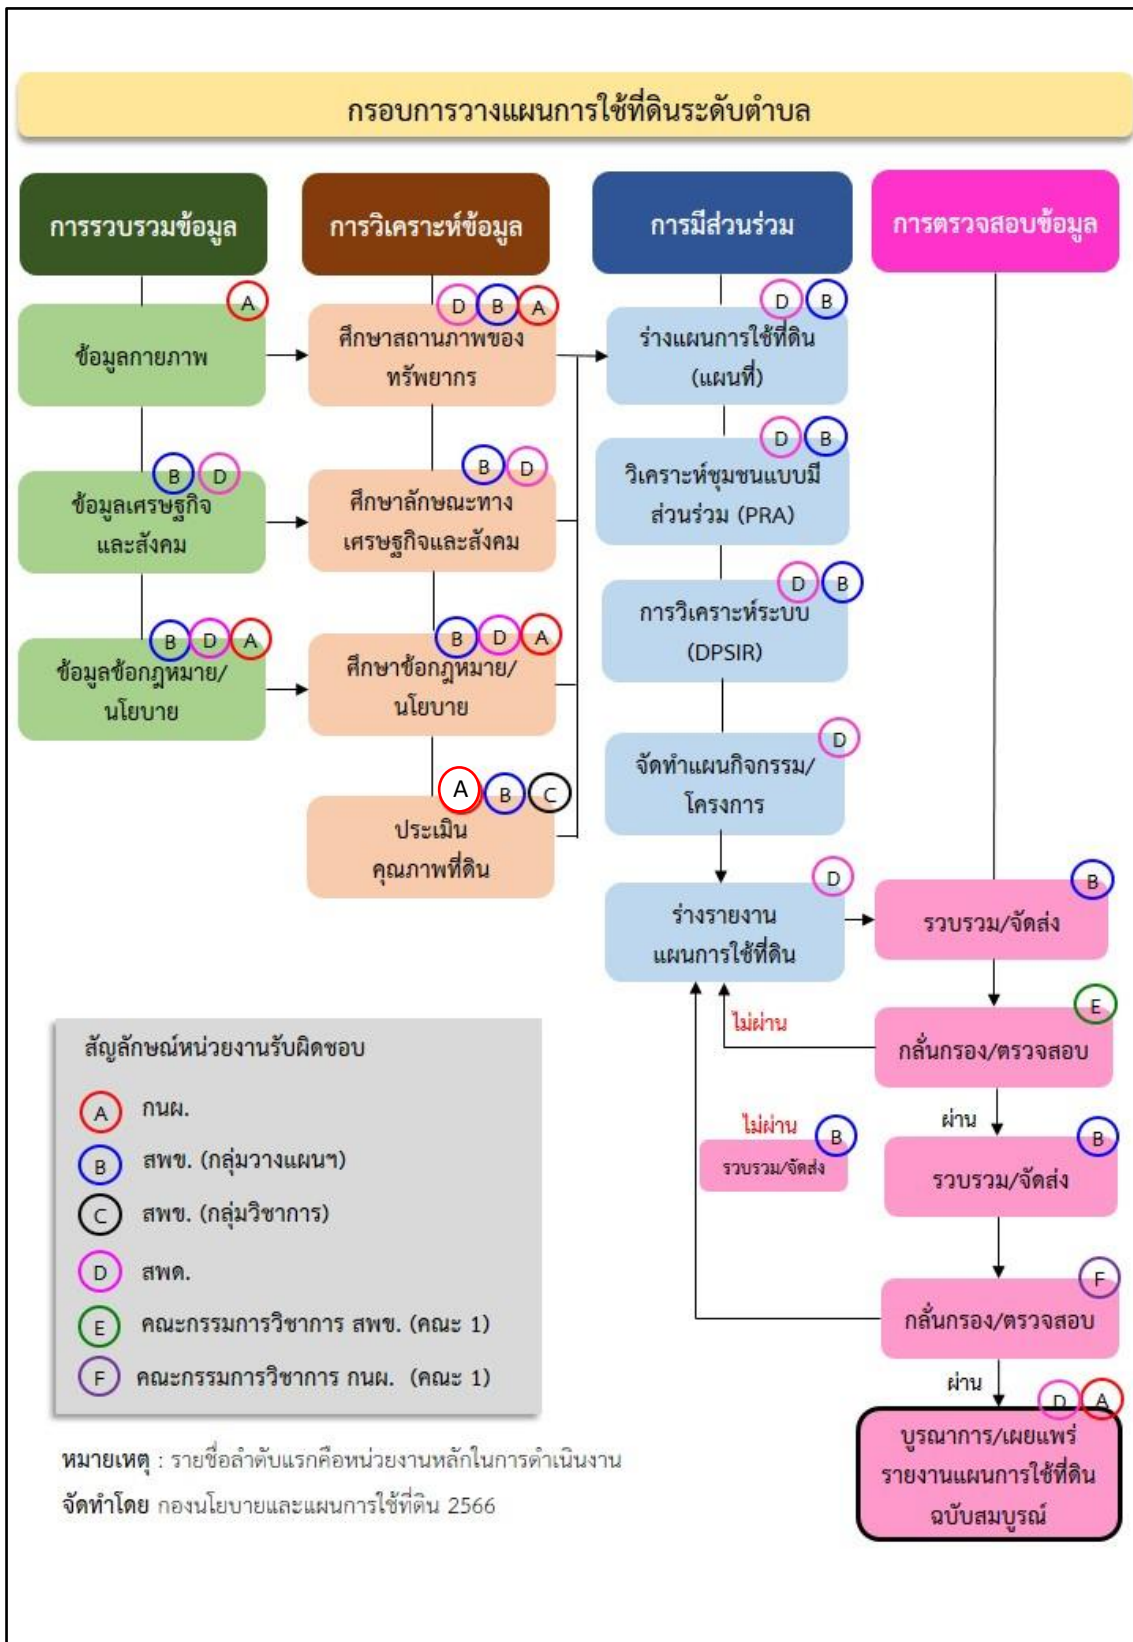 กรอบการวางแผนการใช้ที่ดินระดับตำบล
การรวบรวมข้อมูล
A
ข้อมูลกายภาพ
B D
ข้อมูลเศรษฐกิจ
และสังคม
B D A
ข้อมูลข้อกฎหมาย/
นโยบาย
การวิเคราะห์ข้อมูล
D B A
ศึกษาสถานภาพของ
ทรัพยากร
B D
ศึกษาลักษณะทาง
เศรษฐกิจและสังคม
B D A
ศึกษาข้อกฎหมาย/
นโยบาย
A B C
ประเมิน
คุณภาพที่ดิน
การมีส่วนร่วม
D B
ร่างแผนการใช้ที่ดิน
(แผนที่)
D B
วิเคราะห์ชุมชนแบบมี
ส่วนร่วม (PRA)
D B
การวิเคราะห์ระบบ
(DPSIR)
D
จัดทำแผนกิจกรรม/
โครงการ
D
ร่างรายงาน
แผนการใช้ที่ดิน
การตรวจสอบข้อมูล
B
รวบรวม/จัดส่ง
E
กลั่นกรอง/ตรวจสอบ
ไม่ผ่าน
ผ่าน
B
รวบรวม/จัดส่ง
ไม่ผ่าน
B
รวบรวม/จัดส่ง
F
กลั่นกรอง/ตรวจสอบ
ผ่าน
D A
บูรณาการ/เผยแพร่
รายงานแผนการใช้ที่ดิน
ฉบับสมบูรณ์
สัญลักษณ์หน่วยงานรับผิดชอบ
A กนผ.
B สพข. (กลุ่มวางแผนฯ)
C สพข. (กลุ่มวิชาการ)
D สพด.
E คณะกรรมการวิชาการ สพข. (คณะ 1)
F คณะกรรมการวิชาการ กนผ. (คณะ 1)
หมายเหตุ : รายชื่อลำดับแรกคือหน่วยงานหลักในการดำเนินงาน
จัดทำโดย กองนโยบายและแผนการใช้ที่ดิน 2566